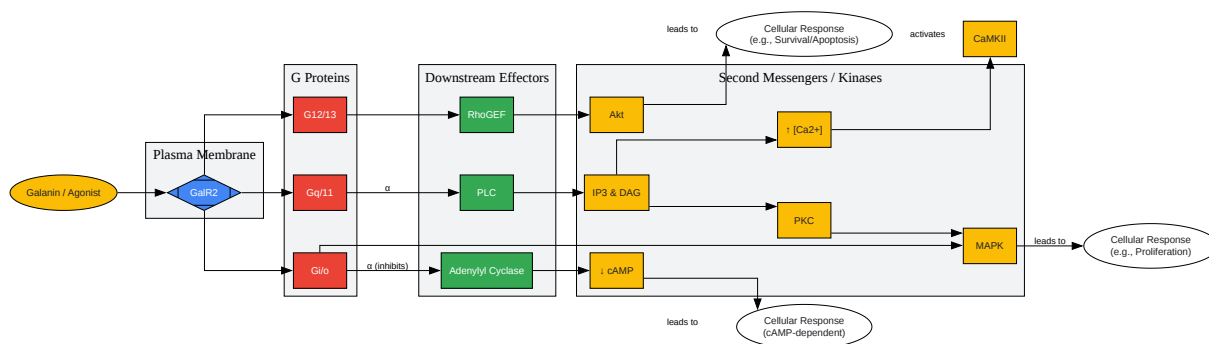 leads to
Cellular Response
(e.g., Survival/Apoptosis)
activates
CaMKII
G Proteins
Downstream Effectors
Second Messengers / Kinases
G12/13
RhoGEF
Akt
↑ [Ca2+]
Plasma Membrane
Galanin / Agonist
GalR2
Gq/11
α
PLC
IP3 & DAG
PKC
MAPK
leads to
Cellular Response
(e.g., Proliferation)
Gi/o
α (inhibits)
Adenylyl Cyclase
↓ cAMP
leads to
Cellular Response
(cAMP-dependent)